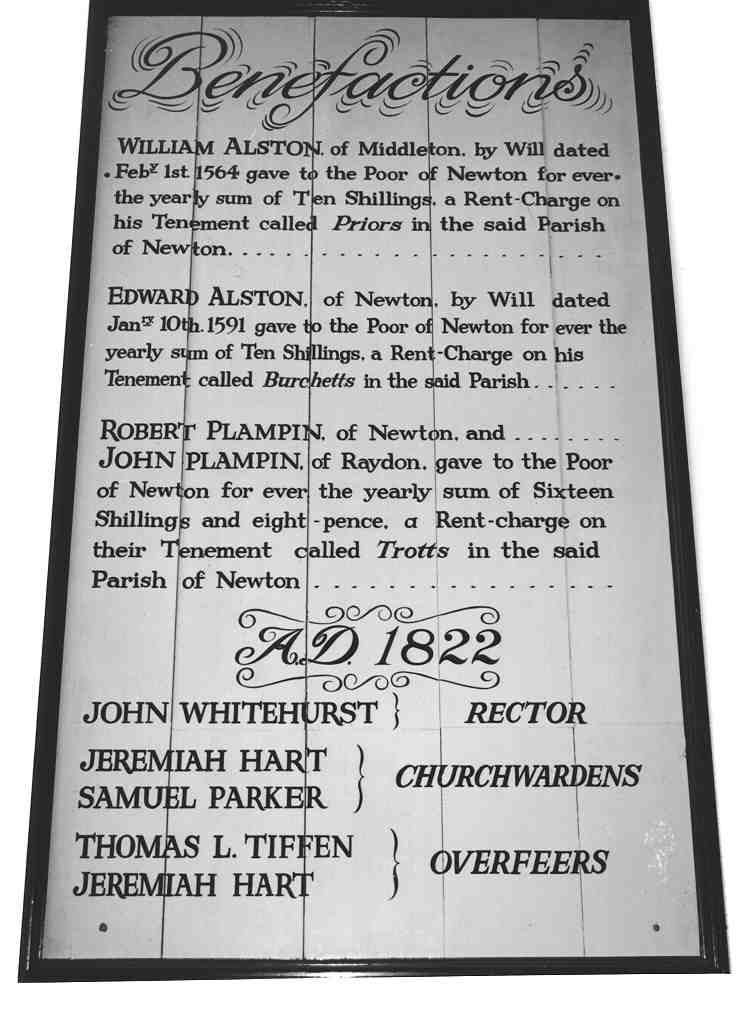 Benefactions
WILLIAM ALSTON, of Middleton, by Will dated
Febʸ 1st 1564 gave to the Poor of Newton for ever
the yearly sum of Ten Shillings, a Rent-Charge on
his Tenement called Priors in the said Parish
of Newton. . . . . . . . . . . . . . . . . . . . . .
EDWARD ALSTON, of Newton, by Will dated
Janʳʸ 10th. 1591 gave to the Poor of Newton for ever the
yearly sum of Ten Shillings, a Rent-Charge on his
Tenement called Burchetts in the said Parish . . . . . .
ROBERT PLAMPIN, of Newton, and . . . . . . . .
JOHN PLAMPIN, of Raydon, gave to the Poor
of Newton for ever the yearly sum of Sixteen
Shillings and eight-pence, a Rent-charge on
their Tenement called Trotts in the said
Parish of Newton . . . . . . . . . . . . . . . . .
A.D. 1822
JOHN WHITEHURST } RECTOR
JEREMIAH HART
SAMUEL PARKER } CHURCHWARDENS
THOMAS L. TIFFEN
JEREMIAH HART } OVERFEERS